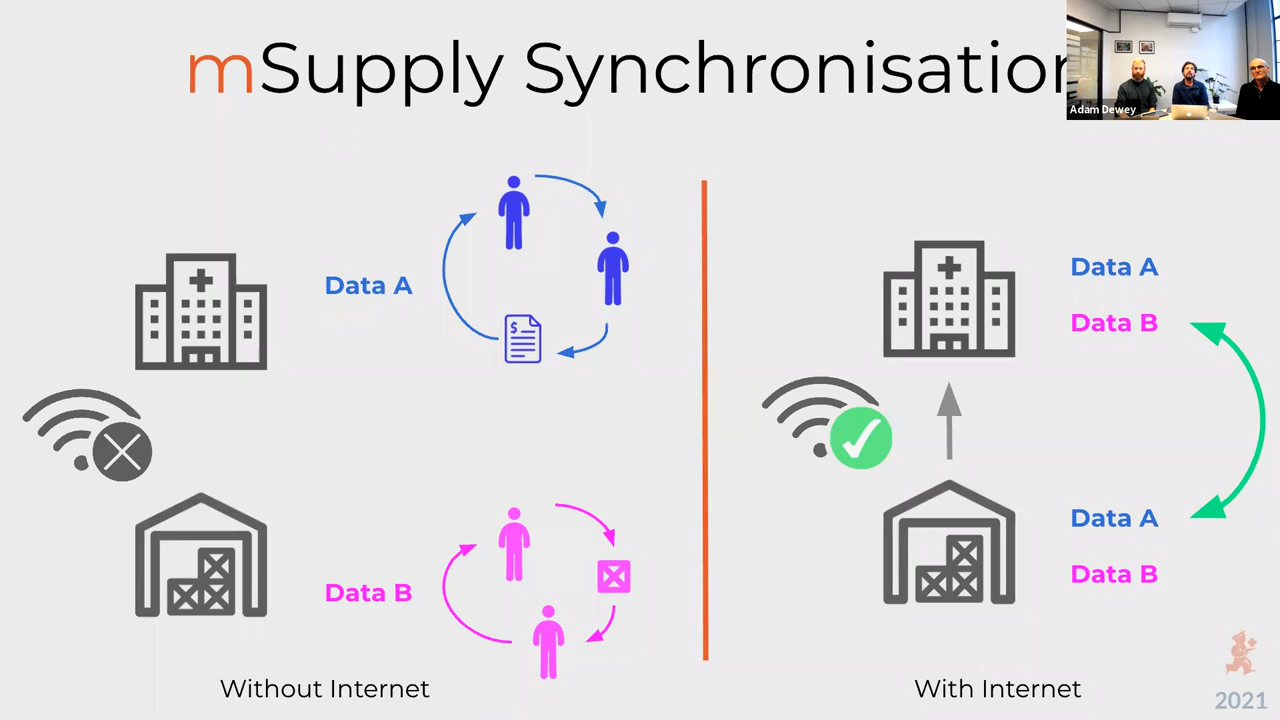 mSupply Synchronisation
Adam Dewey
Data A
Data B
Without Internet
Data A
Data B
Data A
Data B
With Internet
$
2021